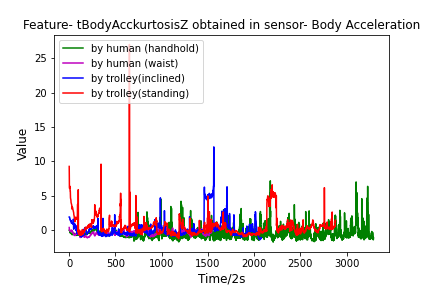 Feature- tBodyAcckurtosisZ obtained in sensor- Body Acceleration
by human (handhold)
by human (waist)
by trolley(inclined)
by trolley(standing)
25
20
15
10
5
0
Value
0 500 1000 1500 2000 2500 3000
Time/2s